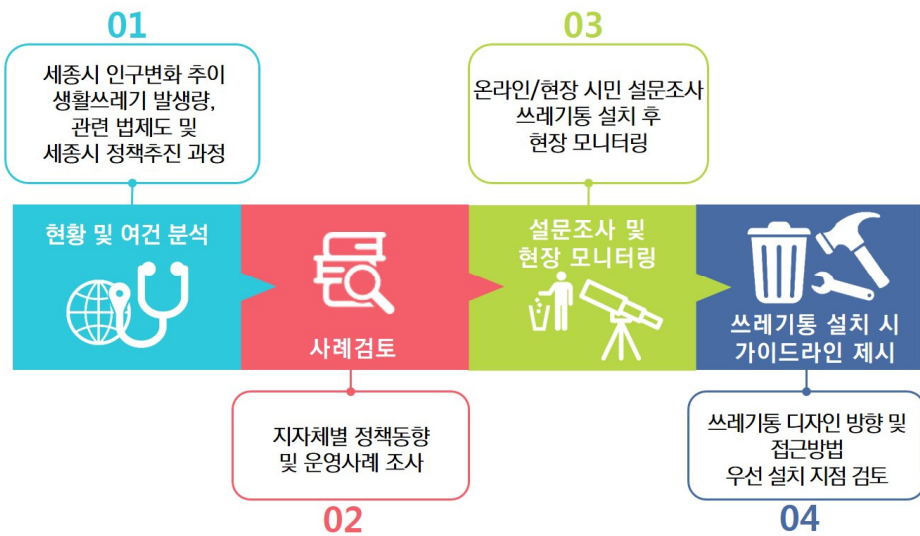 01
세종시 인구변화 추이
생활쓰레기 발생량,
관련 법제도 및
세종시 정책추진 과정
현황 및 여건 분석
사례검토
지자체별 정책동향
및 운영사례 조사
02
03
온라인/현장 시민 설문조사
쓰레기통 설치 후
현장 모니터링
설문조사 및
현장 모니터링
쓰레기통 설치 시
가이드라인 제시
쓰레기통 디자인 방향 및
접근방법
우선 설치 지점 검토
04